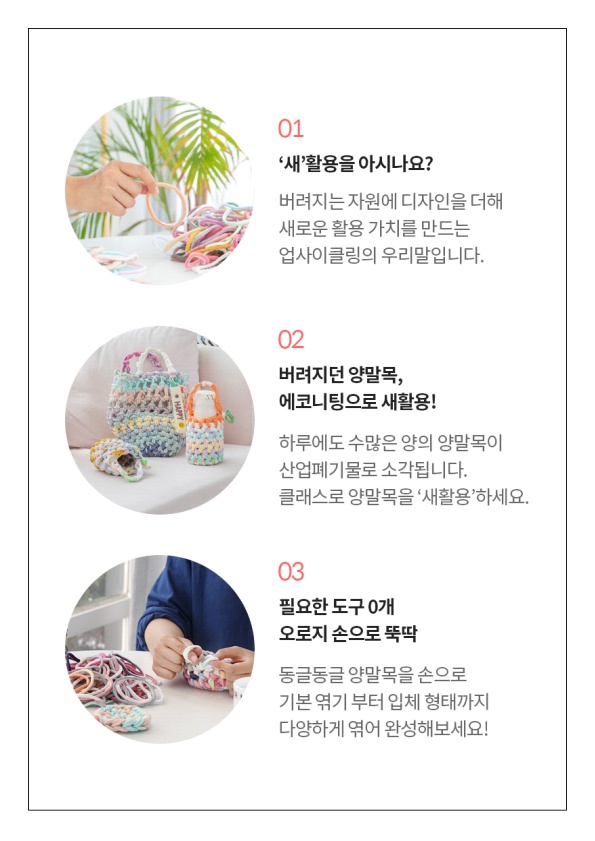 01
‘새’활용을 아시나요?
버려지는 자원에 디자인을 더해
새로운 활용 가치를 만드는
업사이클링의 우리말입니다.
02
버려지던 양말목,
에코니팅으로 새활용!
하루에도 수많은 양의 양말목이
산업폐기물로 소각됩니다.
클래스로 양말목을 ‘새활용’하세요.
HAPPY
03
필요한 도구 0개
오로지 손으로 뚝딱
동글동글 양말목을 손으로
기본 엮기 부터 입체 형태까지
다양하게 엮어 완성해보세요!